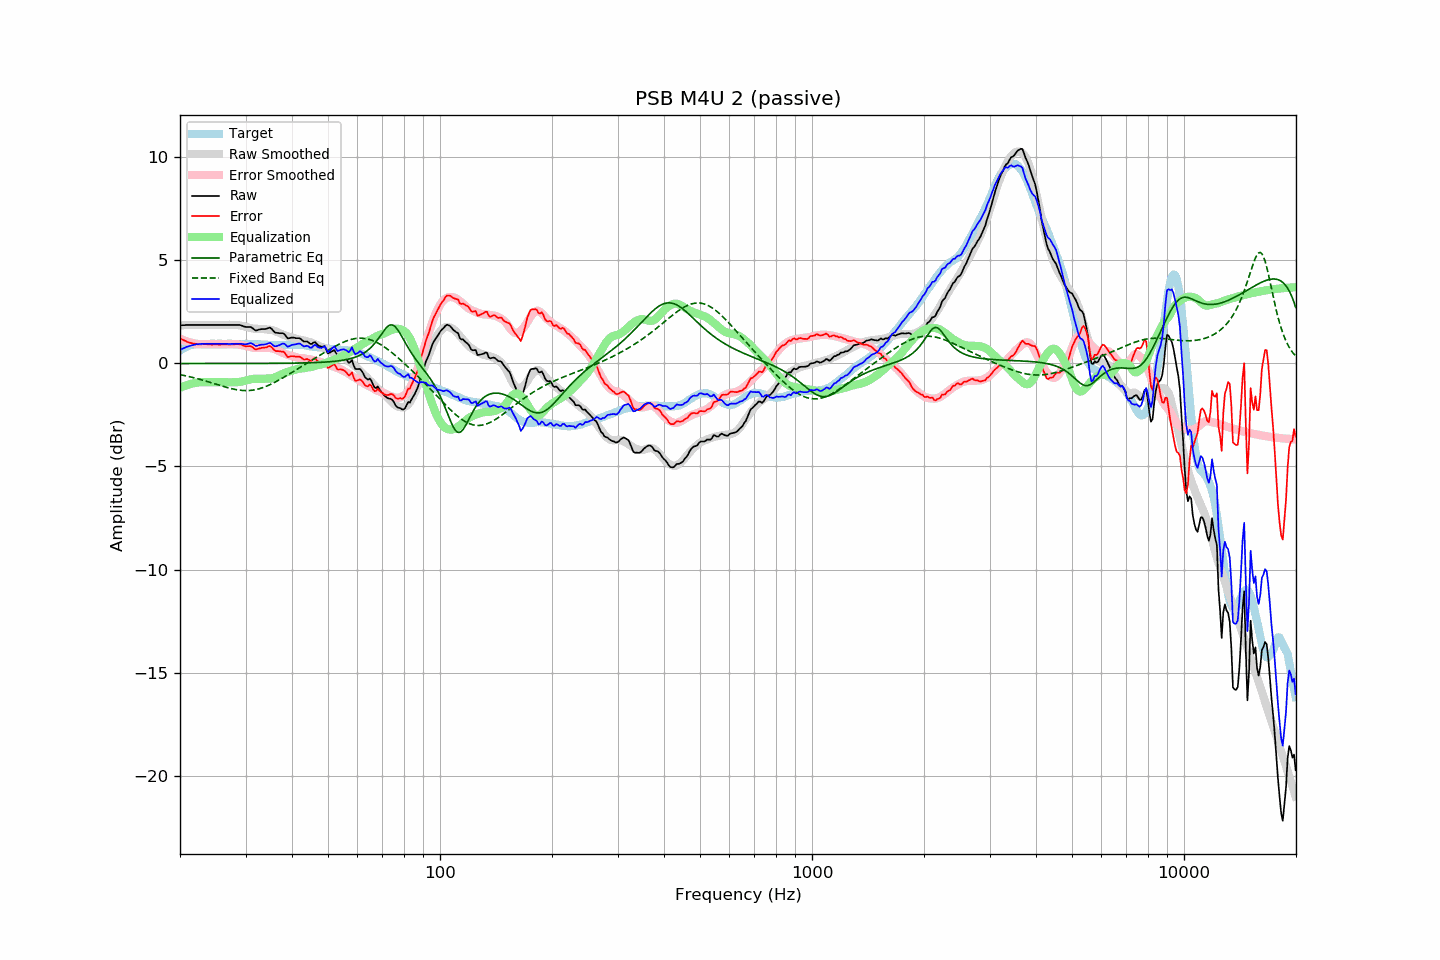 PSB M4U 2 (passive)
Target
Raw Smoothed
Error Smoothed
Raw
Error
Equalization
Parametric Eq
Fixed Band Eq
Equalized
10
5
0
−5
−10
−15
−20
Amplitude (dBr)
100
1000
10000
Frequency (Hz)